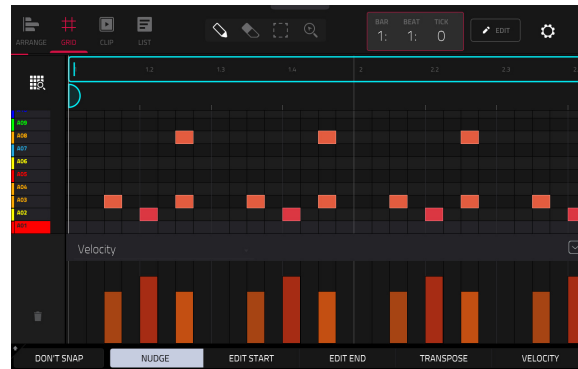 BAR BEAT TICK
1: 1: 0
EDIT
ARRANGE GRID CLIP LIST
1.2 1.3 1.4 2 2.2 2.3
A09
A08
A07
A06
A05
A04
A03
A02
A01
Velocity
DON'T SNAP NUDGE EDIT START EDIT END TRANSPOSE VELOCITY